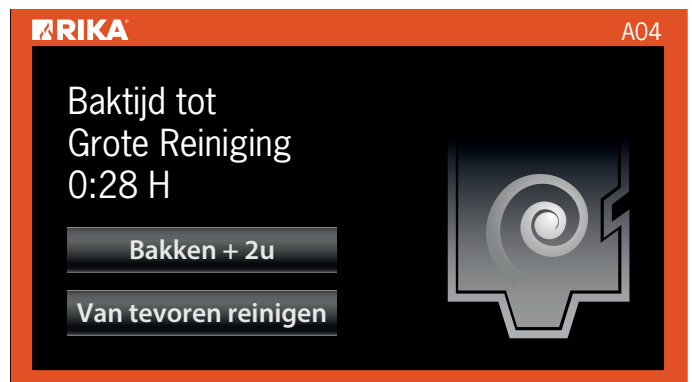 RIKA
A04
Baktijd tot
Grote Reiniging
0:28 H
Bakken + 2u
Van tevoren reinigen